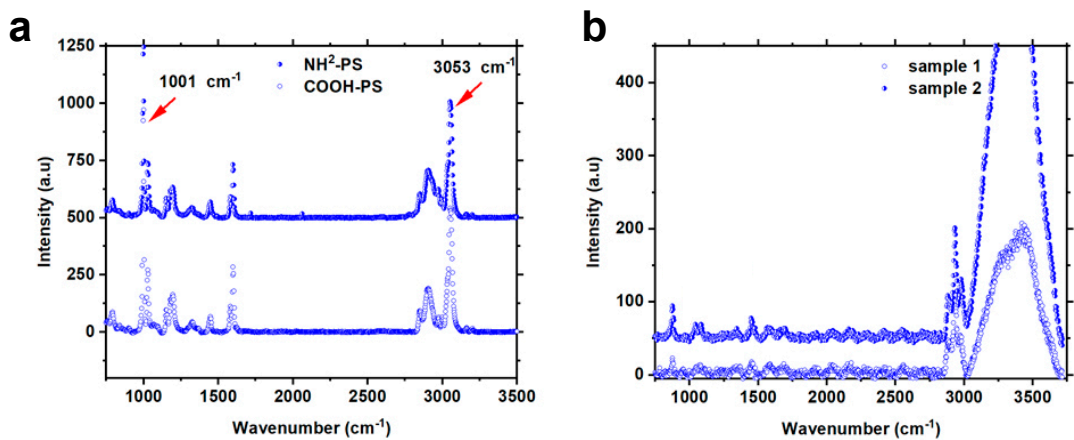 a
1250
1000
750
500
250
0
Intensity (a.u)
1001 cm-1
NH2-PS
COOH-PS
3053 cm-1
1000 1500 2000 2500 3000 3500
Wavenumber (cm-1)
b
400
300
200
100
0
Intensity (a.u)
sample 1
sample 2
1000 1500 2000 2500 3000 3500
Wavenumber (cm-1)